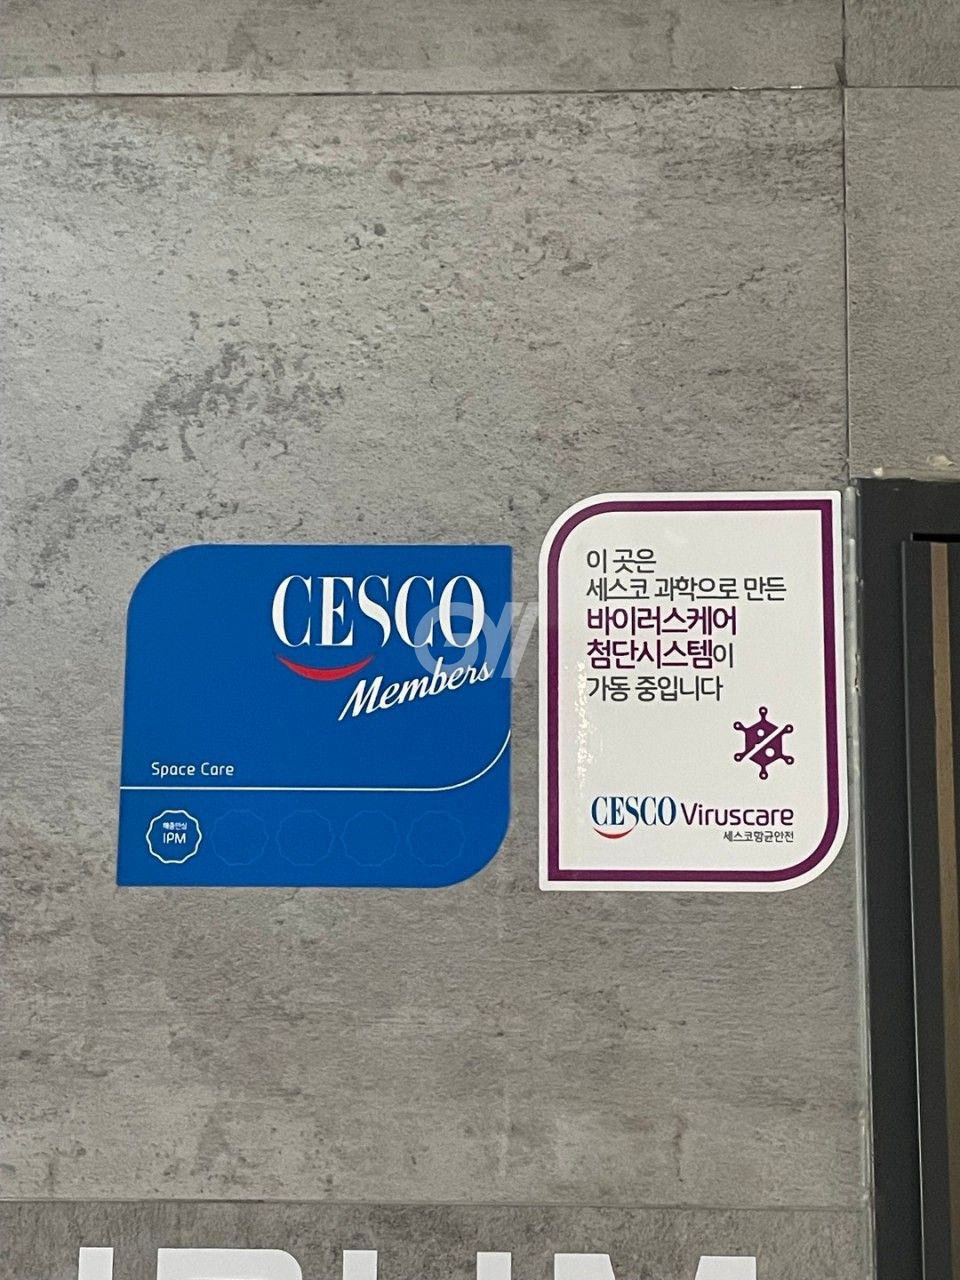 CESCO
Members
Space Care
해충안심
IPM
이 곳은
세스코 과학으로 만든
바이러스케어
첨단시스템이
가동 중입니다
CESCO Viruscare
세스코항균안전